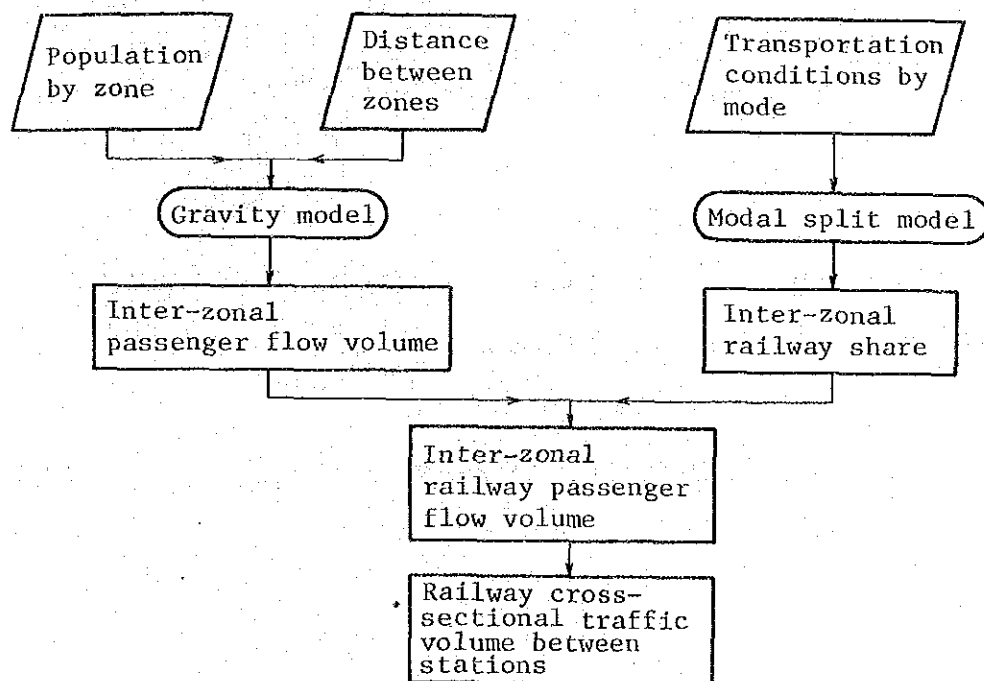 Population
by zone
Distance
between
zones
Transportation
conditions by
mode
Gravity model
Modal split model
Inter-zonal
passenger flow volume
Inter-zonal
railway share
Inter-zonal
railway passenger
flow volume
Railway cross-
sectional traffic
volume between
stations